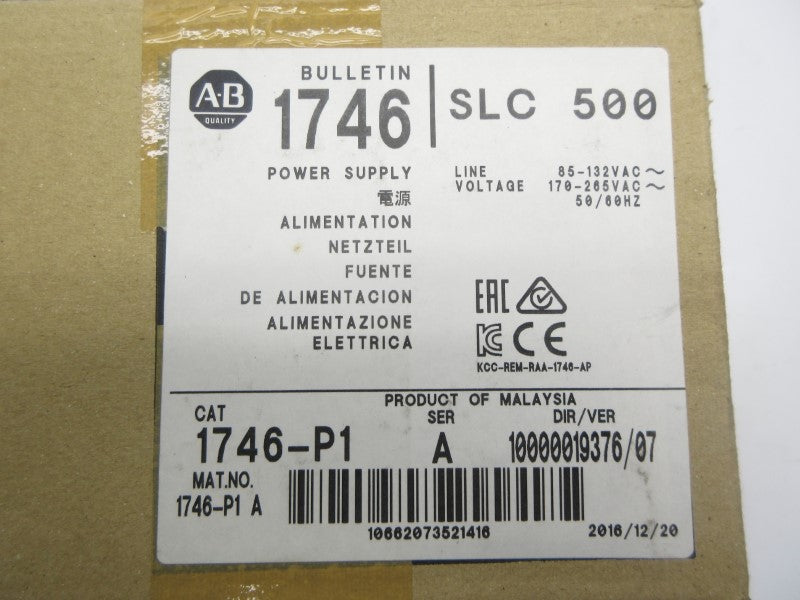 A-B
QUALITY
BULLETIN
1746
SLC 500
POWER SUPPLY
電源
ALIMENTATION
NETZTEIL
FUENTE
DE ALIMENTACION
ALIMENTAZIONE
ELETTRICA
LINE 85-132VAC ~
VOLTAGE 170-265VAC ~
50/60HZ
EAC
KC CE
KCC-REM-RAA-1746-AP
PRODUCT OF MALAYSIA
CAT SER DIR/VER
1746-P1 A 10000019376/07
MAT.NO.
1746-P1 A
10662073521416
2016/12/20